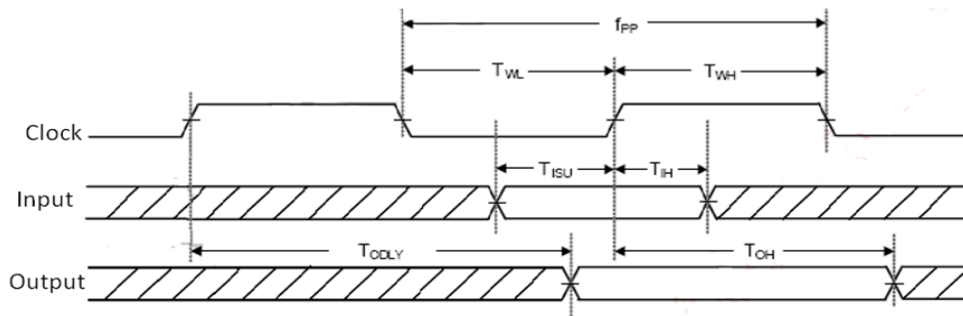 fPP
TWL
TWH
Clock
TISU
TIH
Input
TODLY
TOH
Output